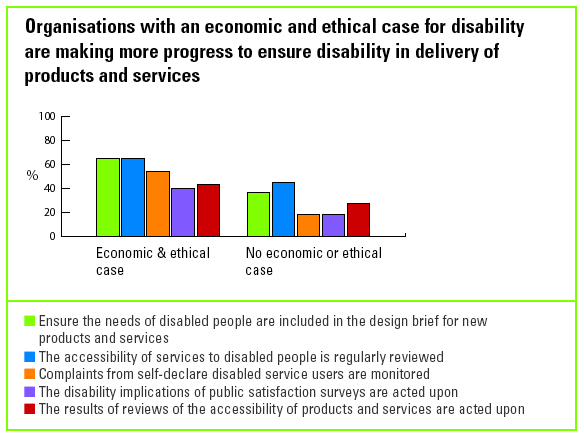 Organisations with an economic and ethical case for disability
are making more progress to ensure disability in delivery of
products and services
100
80
60
%
40
20
0
Economic & ethical
case
No economic or ethical
case
Ensure the needs of disabled people are included in the design brief for new
products and services
The accessibility of services to disabled people is regularly reviewed
Complaints from self-declare disabled service users are monitored
The disability implications of public satisfaction surveys are acted upon
The results of reviews of the accessibility of products and services are acted upon